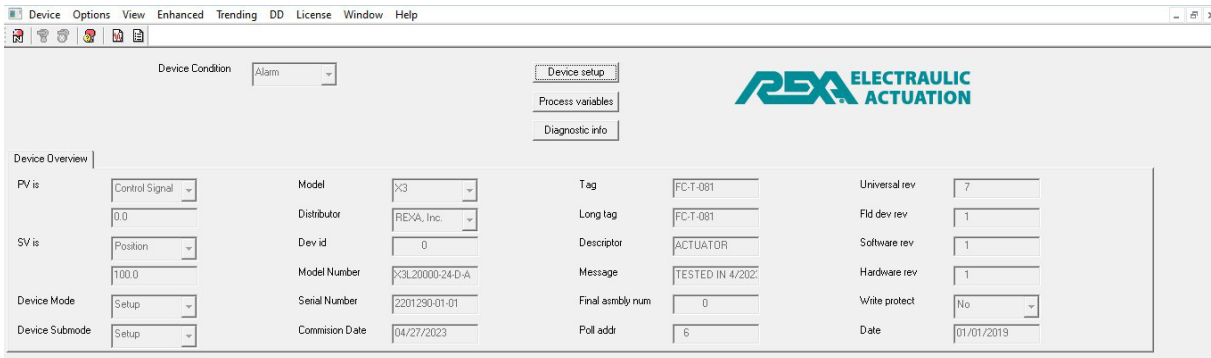 Device Options View Enhanced Trending DD License Window Help
Device Condition Alarm
Device setup
Process variables
Diagnostic info
REXA ELECTRAULIC
ACTUATION
Device Overview
PV is Control Signal Model X3 Tag FC-T-081 Universal rev 7
0.0 Distributor REXA, Inc. Long tag FC-T-081 Fld dev rev 1
SV is Position Dev id 0 Descriptor ACTUATOR Software rev 1
100.0 Model Number X3L20000-24-D-A Message TESTED IN 4/202 Hardware rev 1
Device Mode Setup Serial Number 2201290-01-01 Final asmbly num 0 Write protect No
Device Submode Setup Commision Date 04/27/2023 Poll addr 6 Date 01/01/2019